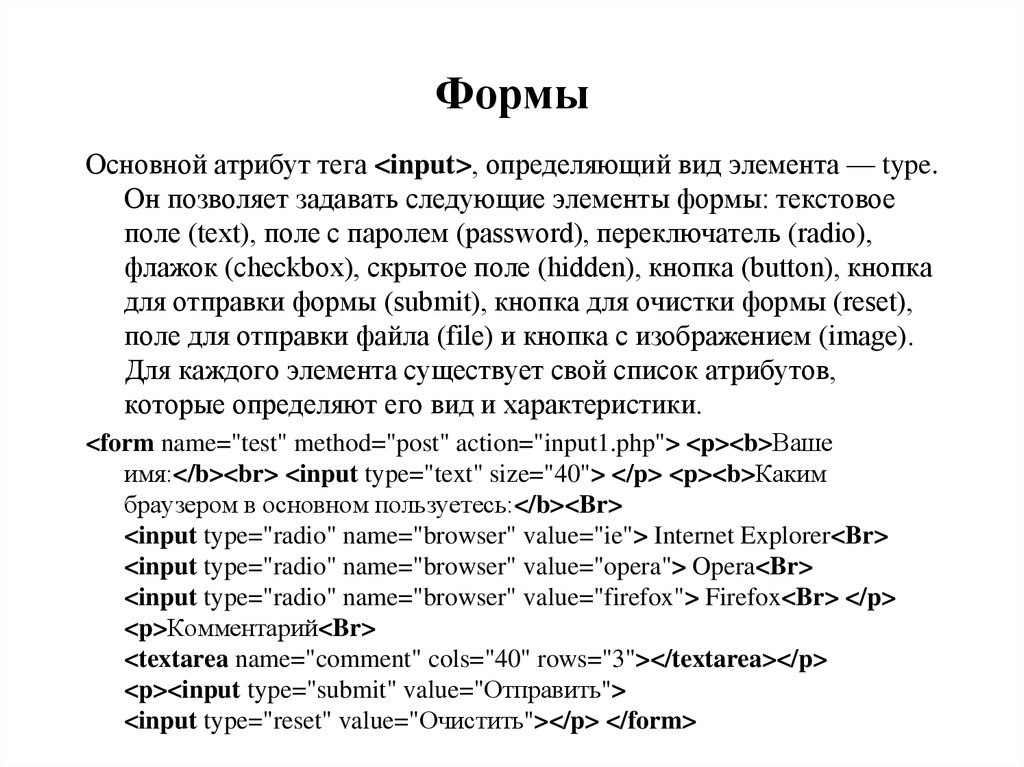 Формы
Основной атрибут тега <input>, определяющий вид элемента — type.
Он позволяет задавать следующие элементы формы: текстовое
поле (text), поле с паролем (password), переключатель (radio),
флажок (checkbox), скрытое поле (hidden), кнопка (button), кнопка
для отправки формы (submit), кнопка для очистки формы (reset),
поле для отправки файла (file) и кнопка с изображением (image).
Для каждого элемента существует свой список атрибутов,
которые определяют его вид и характеристики.
<form name="test" method="post" action="input1.php"> <p><b>Ваше
имя:</b><br> <input type="text" size="40"> </p> <p><b>Каким
браузером в основном пользуетесь:</b><Br>
<input type="radio" name="browser" value="ie"> Internet Explorer<Br>
<input type="radio" name="browser" value="opera"> Opera<Br>
<input type="radio" name="browser" value="firefox"> Firefox<Br> </p>
<p>Комментарий<Br>
<textarea name="comment" cols="40" rows="3"></textarea></p>
<p><input type="submit" value="Отправить">
<input type="reset" value="Очистить"></p> </form>